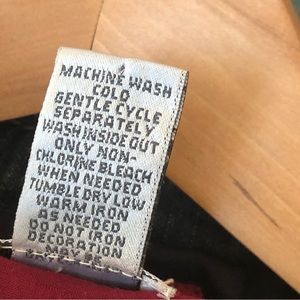 MACHINE WASH
COLD
GENTLE CYCLE
SEPARATELY
WASH INSIDE OUT
ONLY NON-
CHLORINE BLEACH
WHEN NEEDED
TUMBLE DRY LOW
WARM IRON
AS NEEDED
DO NOT IRON
DECORATION